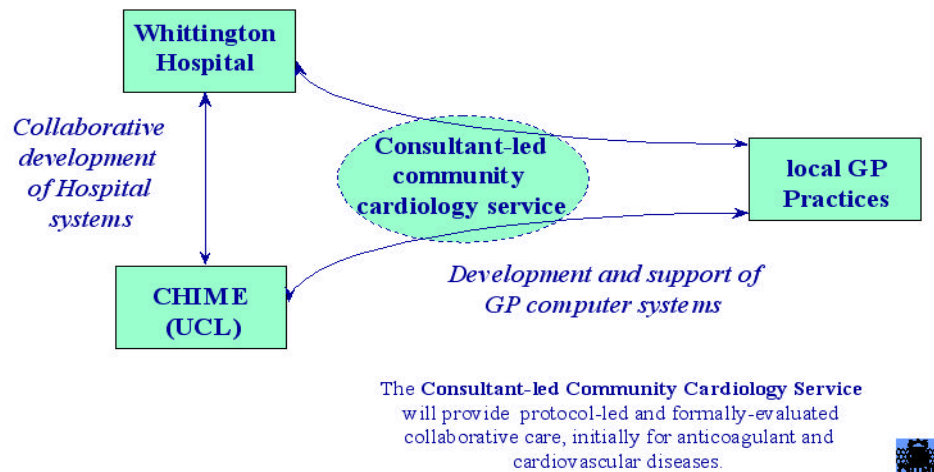 Whittington
Hospital
Collaborative
development
of Hospital
systems
Consultant-led
community
cardiology service
local GP
Practices
CHIME
(UCL)
Development and support of
GP computer systems
The Consultant-led Community Cardiology Service
will provide protocol-led and formally-evaluated
collaborative care, initially for anticoagulant and
cardiovascular diseases.